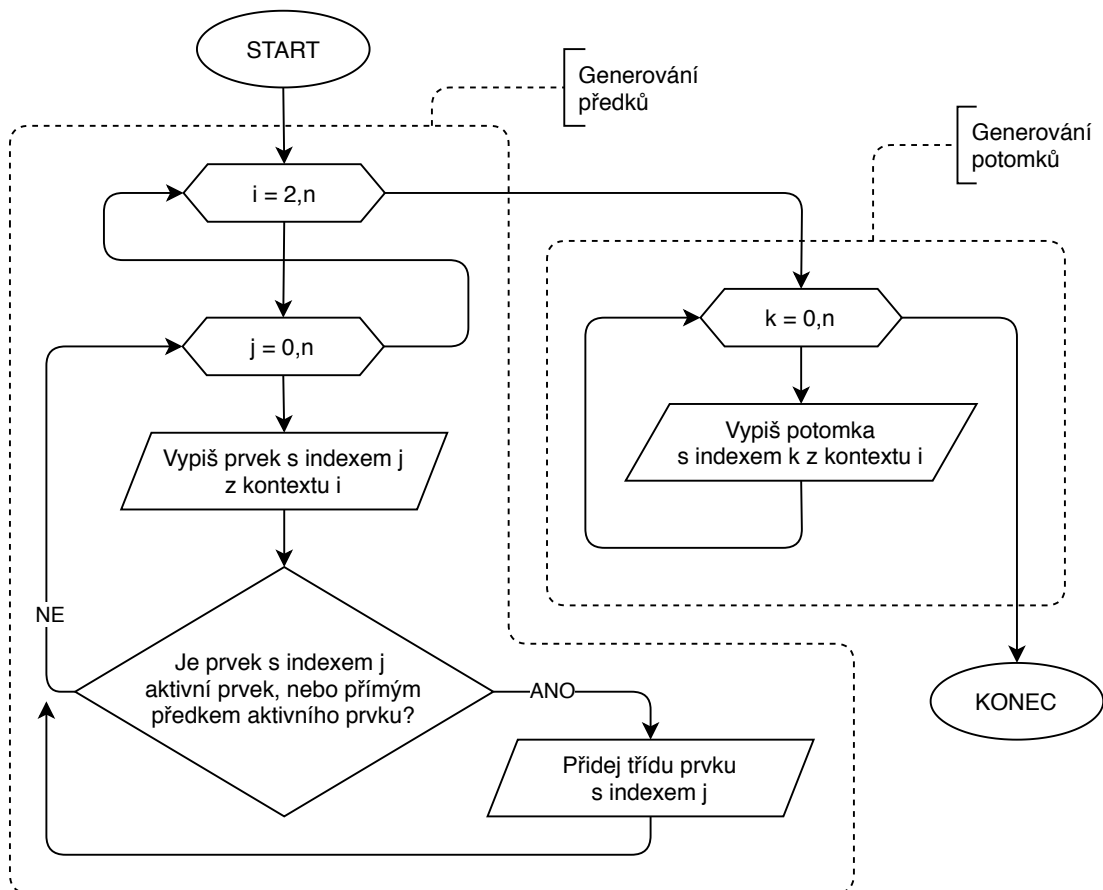 START
Generování
předků
Generování
potomků
i = 2,n
j = 0,n
k = 0,n
Vypiš prvek s indexem j
z kontextu i
Vypiš potomka
s indexem k z kontextu i
NE
Je prvek s indexem j
aktivní prvek, nebo přímým
předkem aktivního prvku?
ANO
KONEC
Přidej třídu prvku
s indexem j